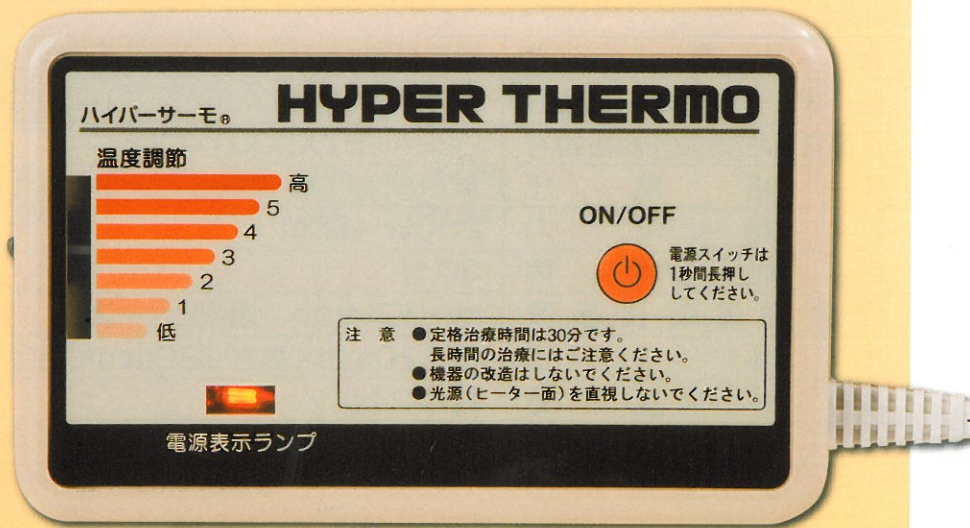 ハイパーサーモ® HYPER THERMO
温度調節
高
5
4
3
2
1
低
ON/OFF
電源スイッチは
1秒間長押し
してください。
注 意 ●定格治療時間は30分です。
長時間の治療にはご注意ください。
●機器の改造はしないでください。
●光源(ヒーター面)を直視しないでください。
電源表示ランプ